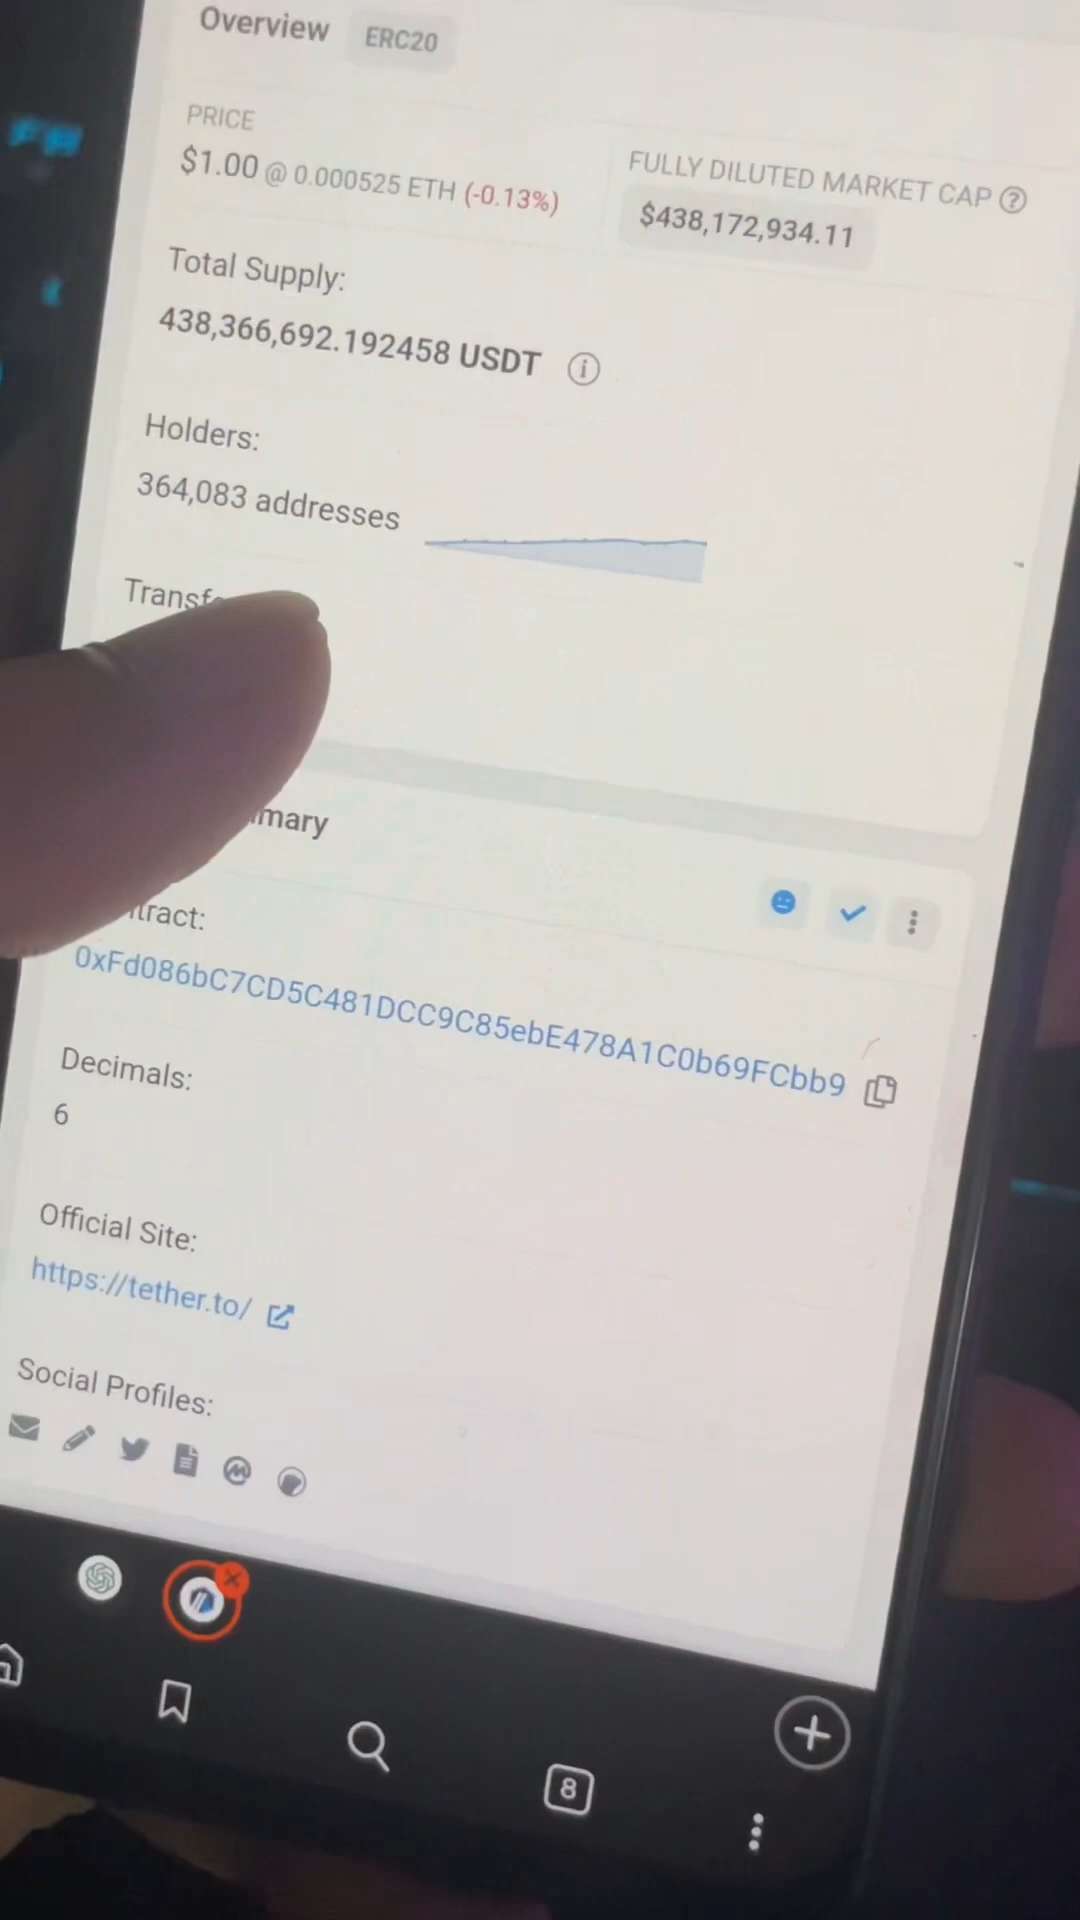 Overview ERC20
PRICE
$1.00 @ 0.000525 ETH (-0.13%)
FULLY DILUTED MARKET CAP ?
$438,172,934.11
Total Supply:
438,366,692.192458 USDT i
Holders:
364,083 addresses
Transfe
mary
tract:
0xFd086bC7CD5C481DCC9C85ebE478A1C0b69FCbb9
Decimals:
6
Official Site:
https://tether.to/
Social Profiles:
8